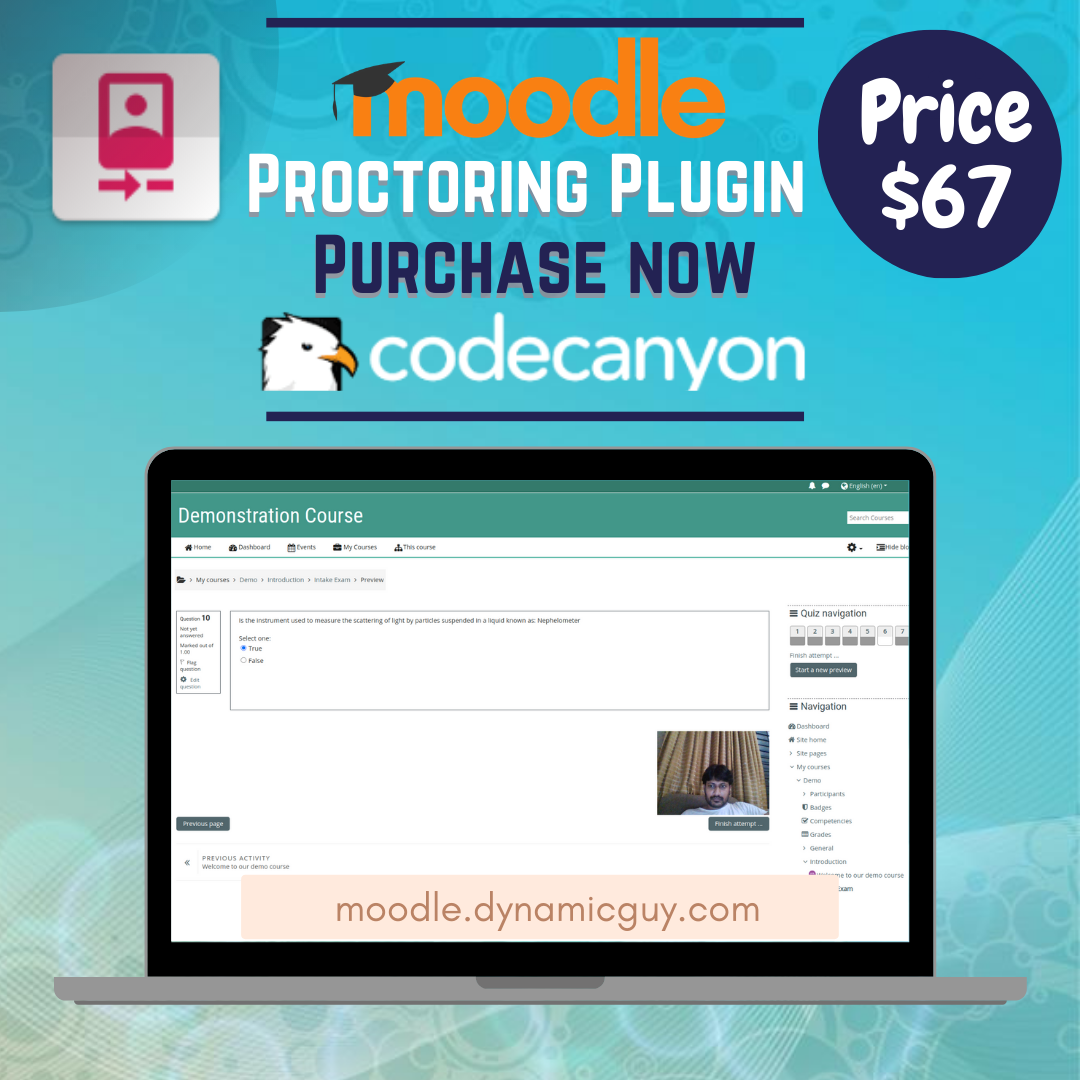 moodle
Proctoring Plugin
Purchase now
codecanyon
Price
$67
English (en)
Demonstration Course
Search Courses
Home
Dashboard
Events
My Courses
This course
Hide blo
My courses > Demo > Introduction > Intake Exam > Preview
Question 10
Not yet
answered
Marked out of
1.00
Flag
question
Edit
question
Is the instrument used to measure the scattering of light by particles suspended in a liquid known as: Nephelometer
Select one:
True
False
Previous page
Finish attempt ...
PREVIOUS ACTIVITY
Welcome to our demo course
Quiz navigation
1 2 3 4 5 6 7
Finish attempt ...
Start a new preview
Navigation
Dashboard
Site home
Site pages
My courses
Demo
Participants
Badges
Competencies
Grades
General
Introduction
Welcome to our demo course
Exam
moodle.dynamicguy.com